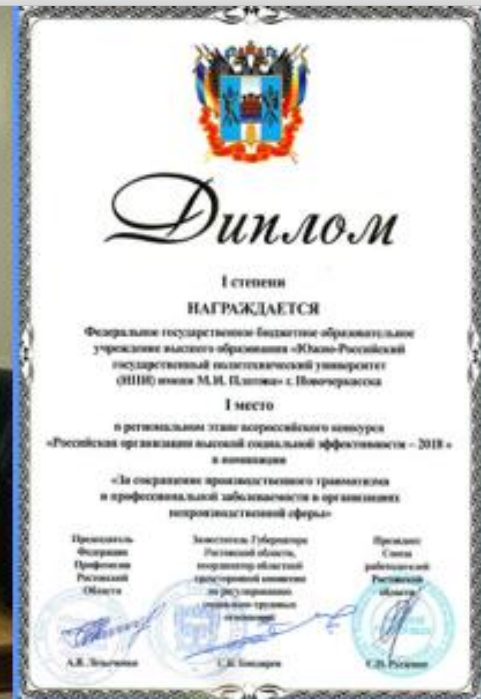 Диплом
I степени
НАГРАЖДАЕТСЯ
Федеральное государственное бюджетное образовательное
учреждение высшего образования «Южно-Российский
государственный политехнический университет
(НПИ) имени М.И. Платова» г. Новочеркасска
I место
в региональном этапе всероссийского конкурса
«Российская организация высокой социальной эффективности – 2018»
в номинации
«За сокращение производственного травматизма
и профессиональной заболеваемости в организациях
непроизводственной сферы»
Председатель
Федерации
Профсоюзов
Ростовской
Области
Заместитель Губернатора
Ростовской области,
координатор областной
трехсторонней комиссии
по регулированию
социально-трудовых
отношений
Президент
Союза
работодателей
Ростовской
области
А.В. Лозыченко
С.Б. Бондарев